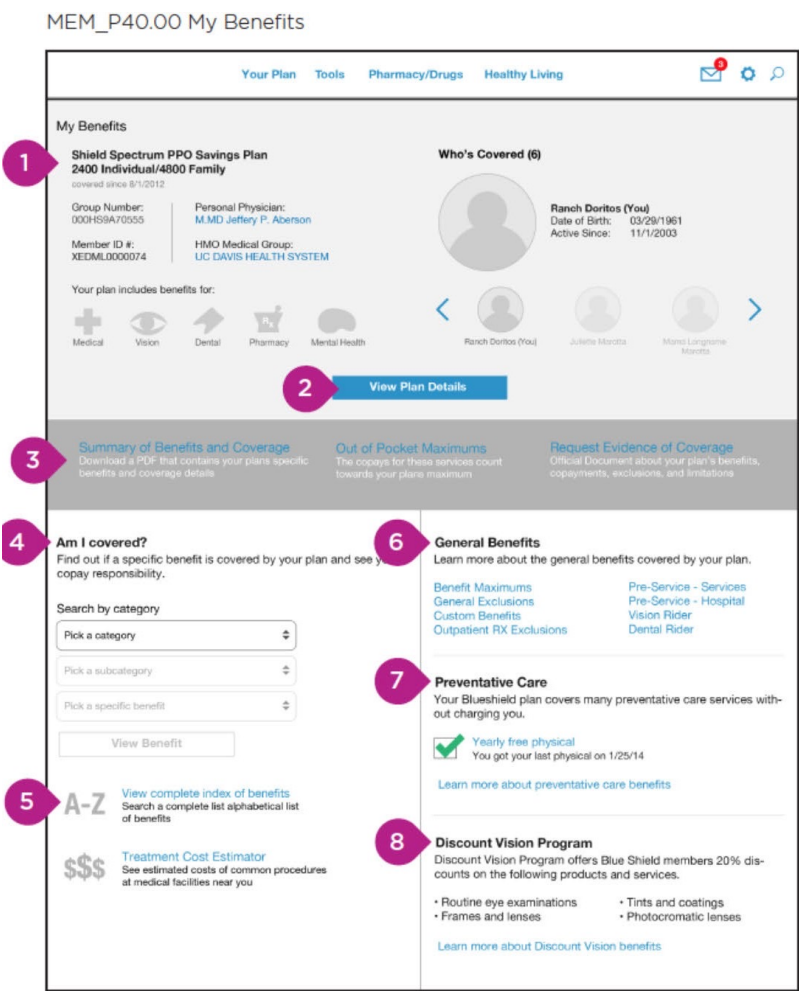 MEM_P40.00 My Benefits
Your Plan Tools Pharmacy/Drugs Healthy Living
3
My Benefits
1
Shield Spectrum PPO Savings Plan
2400 Individual/4800 Family
covered since 8/1/2012
Group Number:
000HS9A70555
Personal Physician:
M.MD Jeffery P. Aberson
Member ID #:
XEDML0000074
HMO Medical Group:
UC DAVIS HEALTH SYSTEM
Your plan includes benefits for:
Rx
Medical Vision Dental Pharmacy Mental Health
Who's Covered (6)
Ranch Doritos (You)
Date of Birth: 03/29/1961
Active Since: 11/1/2003
Ranch Doritos (You) Juliette Marotta Mario Longname
Marotta
2
View Plan Details
3
Summary of Benefits and Coverage
Download a PDF that contains your plans specific
benefits and coverage details
Out of Pocket Maximums
The copays for these services count
towards your plans maximum
Request Evidence of Coverage
Official Document about your plan's benefits,
copayments, exclusions, and limitations
4
Am I covered?
Find out if a specific benefit is covered by your plan and see
copay responsibility.
Search by category
Pick a category
Pick a subcategory
Pick a specific benefit
View Benefit
5
A-Z
View complete index of benefits
Search a complete list alphabetical list
of benefits
$$$
Treatment Cost Estimator
See estimated costs of common procedures
at medical facilities near you
6
General Benefits
Learn more about the general benefits covered by your plan.
Benefit Maximums
General Exclusions
Custom Benefits
Outpatient RX Exclusions
Pre-Service - Services
Pre-Service - Hospital
Vision Rider
Dental Rider
7
Preventative Care
Your Blueshield plan covers many preventative care services with-
out charging you.
Yearly free physical
You got your last physical on 1/25/14
Learn more about preventative care benefits
8
Discount Vision Program
Discount Vision Program offers Blue Shield members 20% dis-
counts on the following products and services.
• Routine eye examinations
• Frames and lenses
• Tints and coatings
• Photocromatic lenses
Learn more about Discount Vision benefits